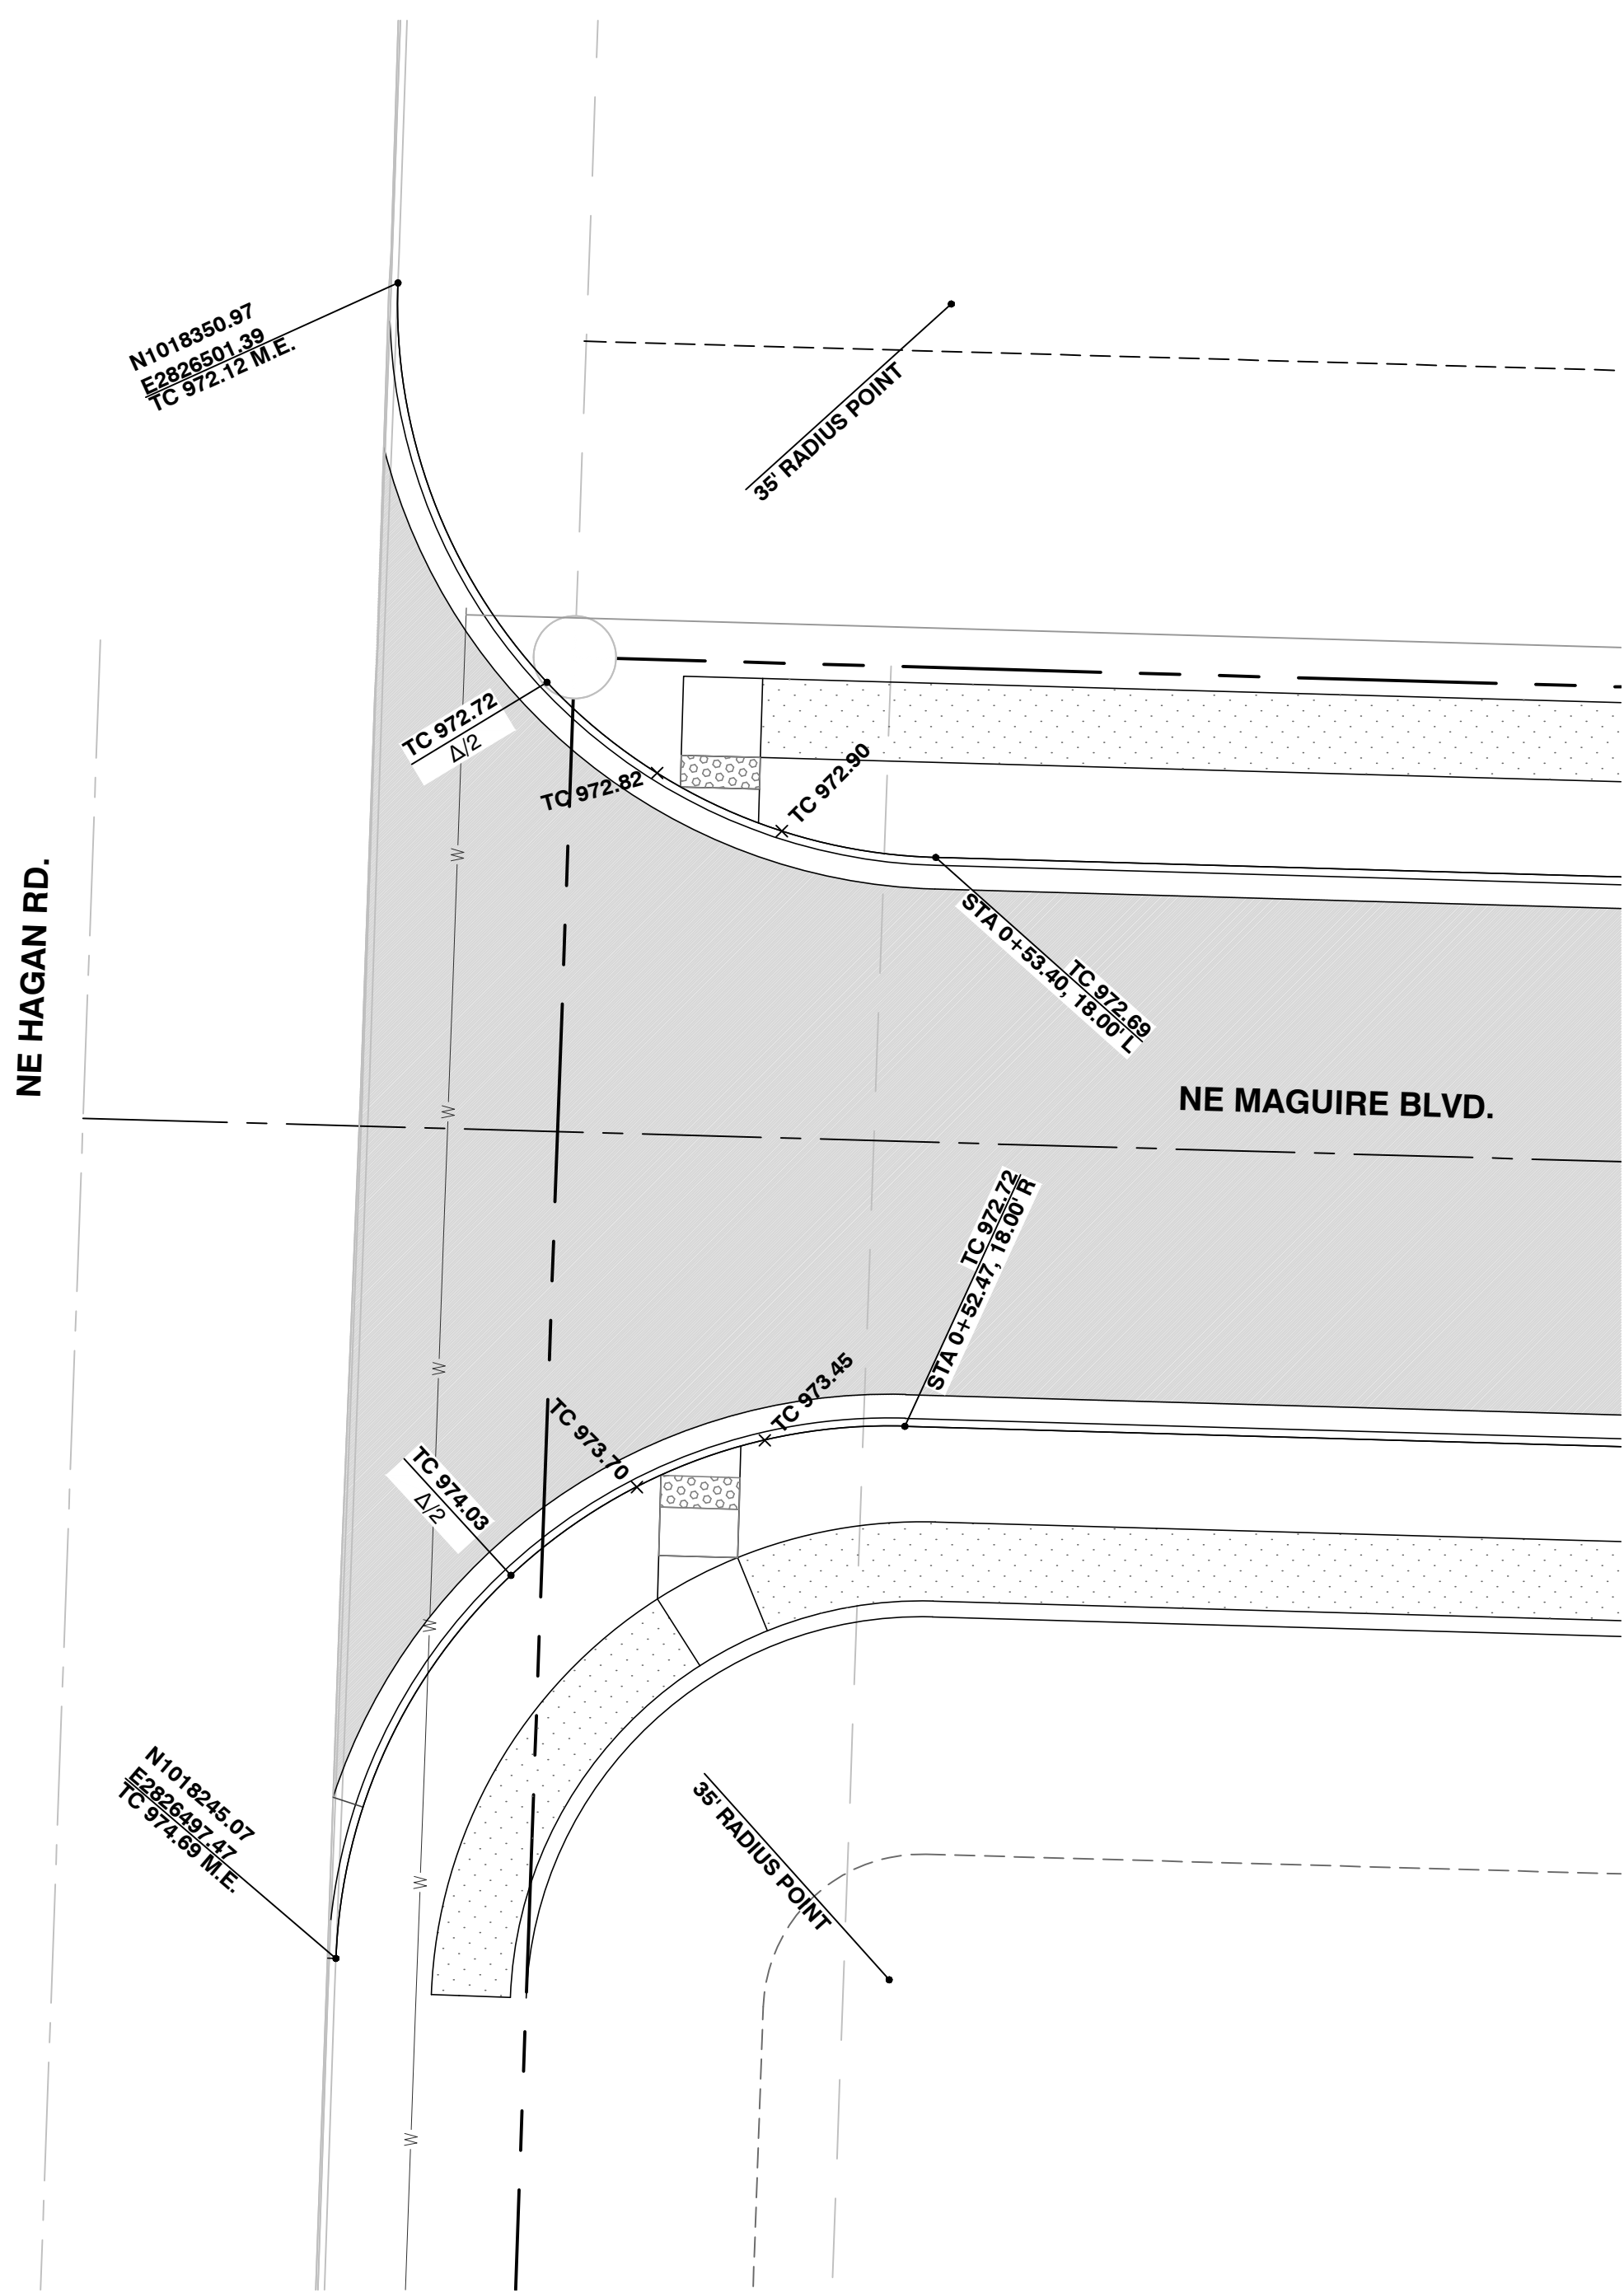 N1018350.97
E2826501.39
TC 972.12 M.E.
35' RADIUS POINT
TC 972.72
Δ/2
TC 972.82
TC 972.90
W
NE HAGAN RD.
TC 972.69
STA 0+53.40, 18.00' L
W
NE MAGUIRE BLVD.
TC 972.72
STA 0+52.47, 18.00' R
W
TC 973.45
TC 973.70
TC 974.03
Δ/2
W
N1018245.07
E2826497.47
TC 974.69 M.E.
35' RADIUS POINT
W
W